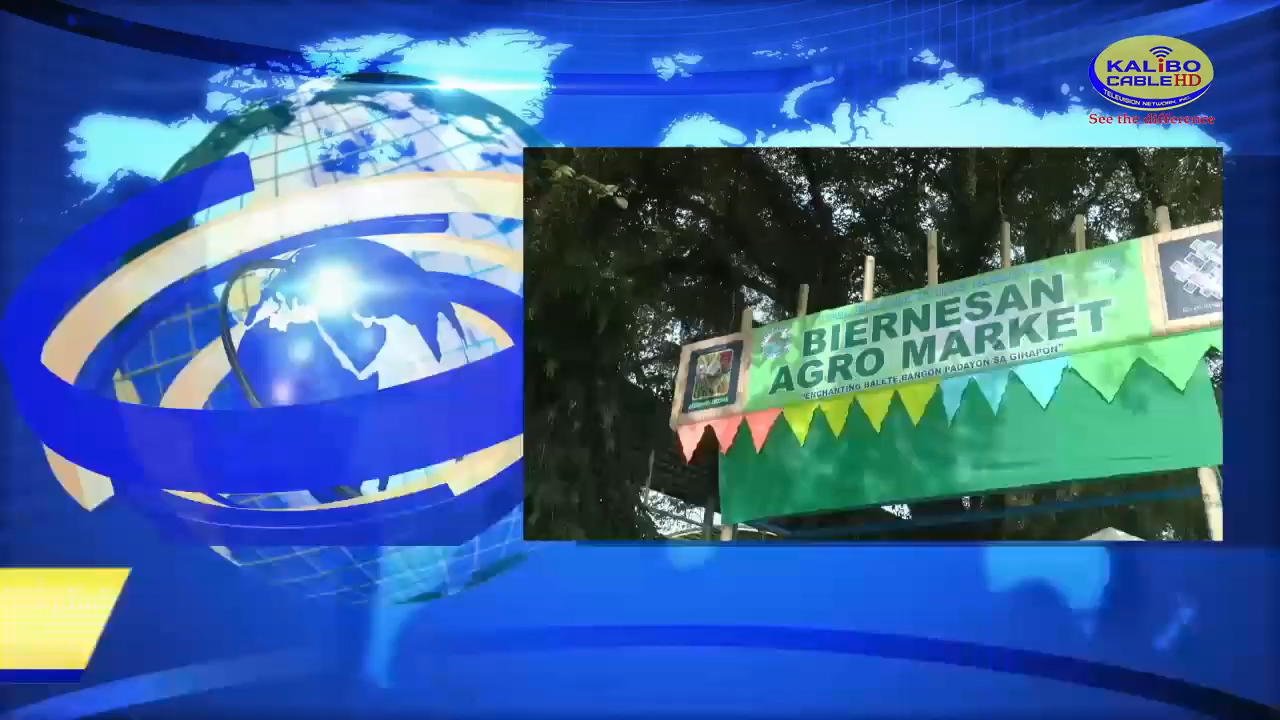 KALiBO
CABLE HD
TELEVISION NETWORK INC.
See the difference
BIERNESAN
AGRO MARKET
"ENCHANTING BALETE, BANGON PADAYON SA GIRAPON"